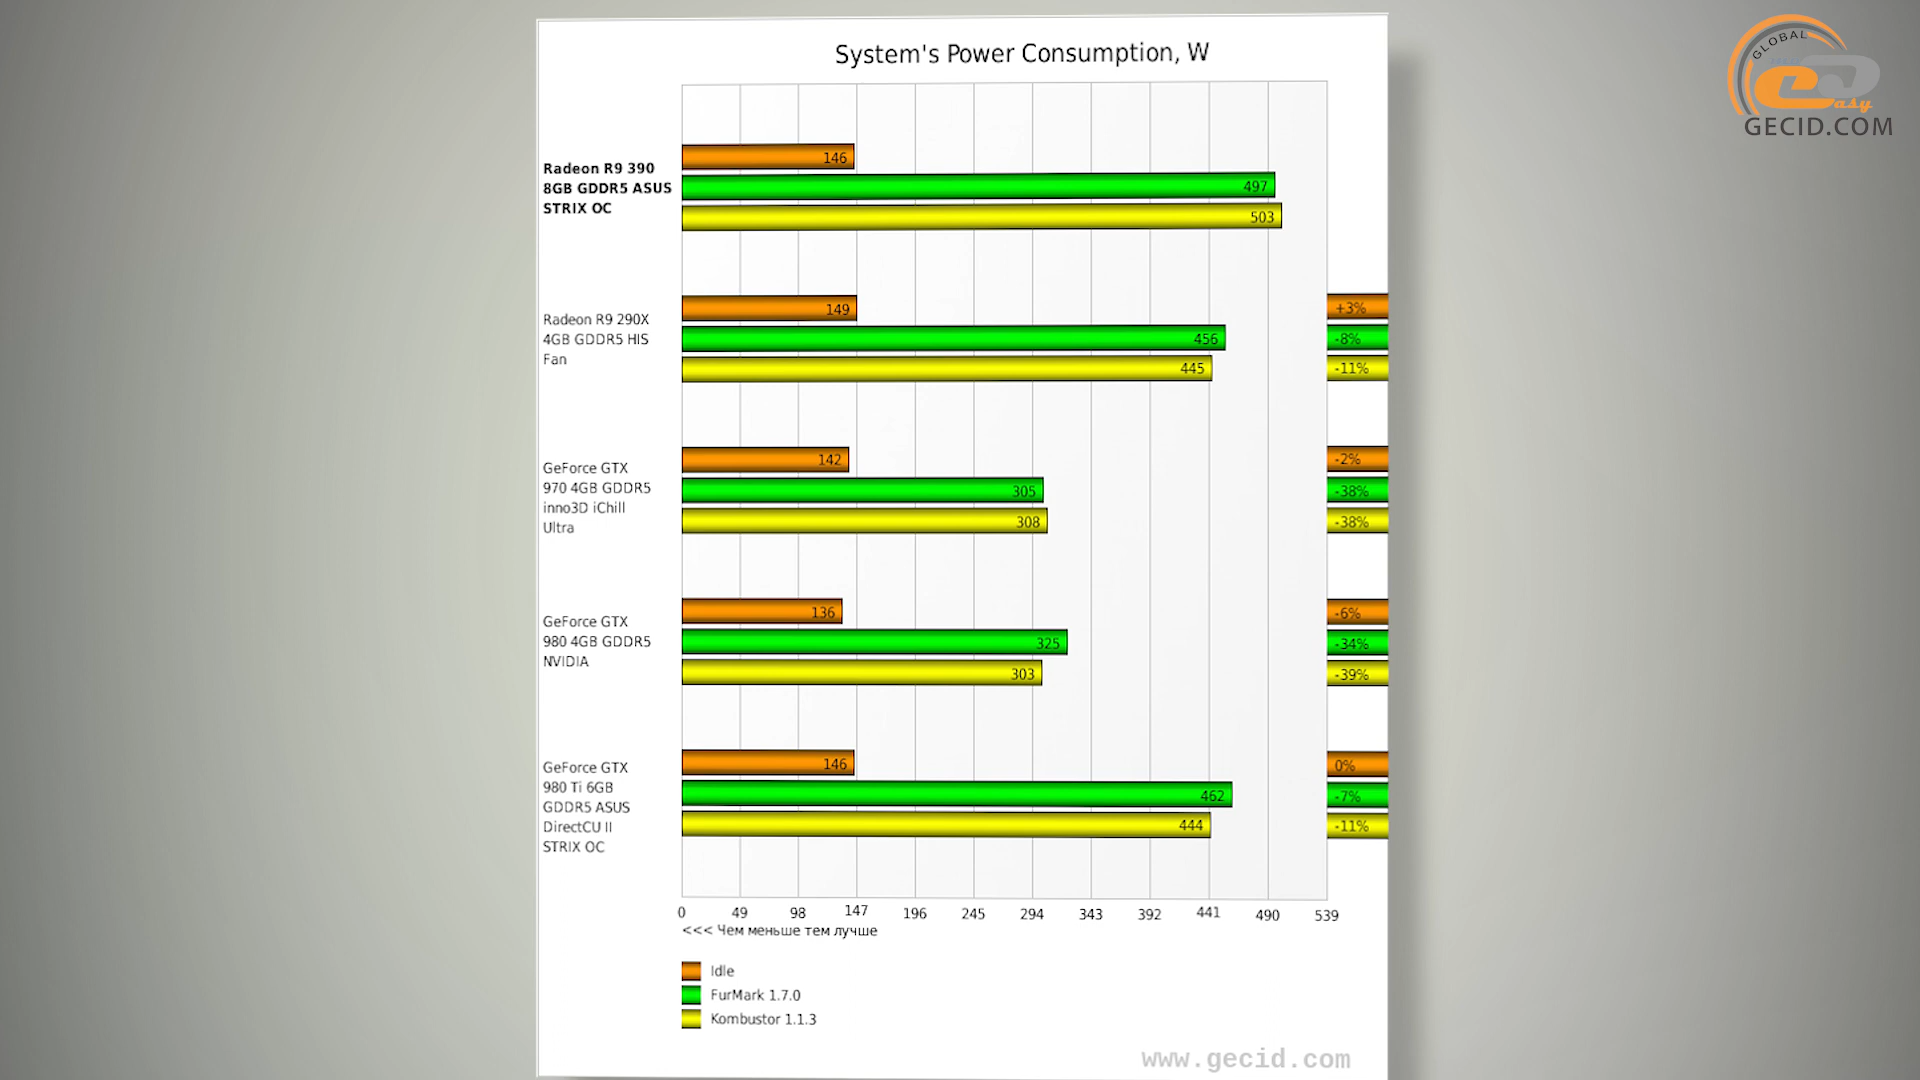 GLOBAL
easy
GECID.COM
System's Power Consumption, W
Radeon R9 390
8GB GDDR5 ASUS
STRIX OC
146
497
503
Radeon R9 290X
4GB GDDR5 HIS
Fan
149
456
445
+3%
-8%
-11%
GeForce GTX
970 4GB GDDR5
inno3D iChill
Ultra
142
305
308
-2%
-38%
-38%
GeForce GTX
980 4GB GDDR5
NVIDIA
136
325
303
-6%
-34%
-39%
GeForce GTX
980 Ti 6GB
GDDR5 ASUS
DirectCU II
STRIX OC
146
462
444
0%
-7%
-11%
0 49 98 147 196 245 294 343 392 441 490 539
<<< Чем меньше тем лучше
Idle
FurMark 1.7.0
Kombustor 1.1.3
www.gecid.com